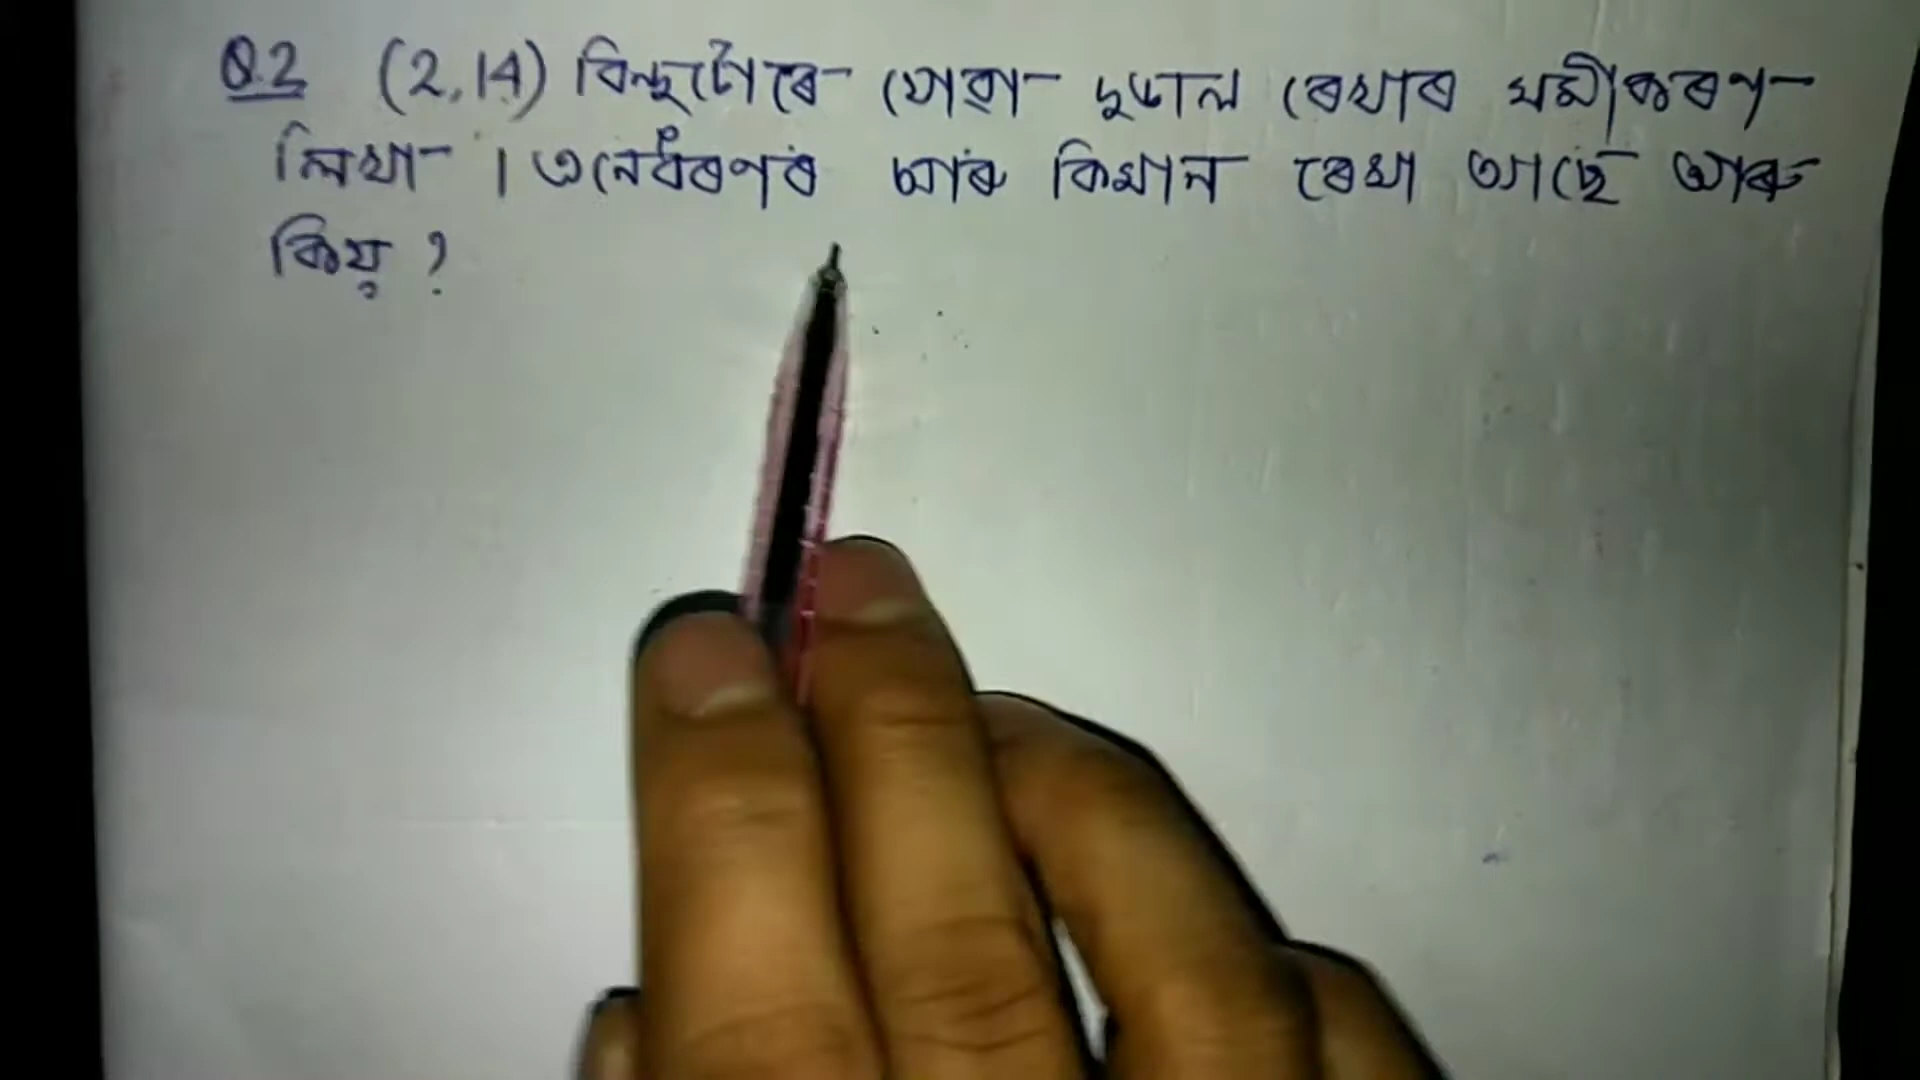 Q.2 (2,14) বিন্দুটোৰে যোৱা দুডাল ৰেখাৰ সমীকৰণ
লিখা । এনেধৰণৰ আৰু কিমান ৰেখা আছে আৰু
কিয় ?